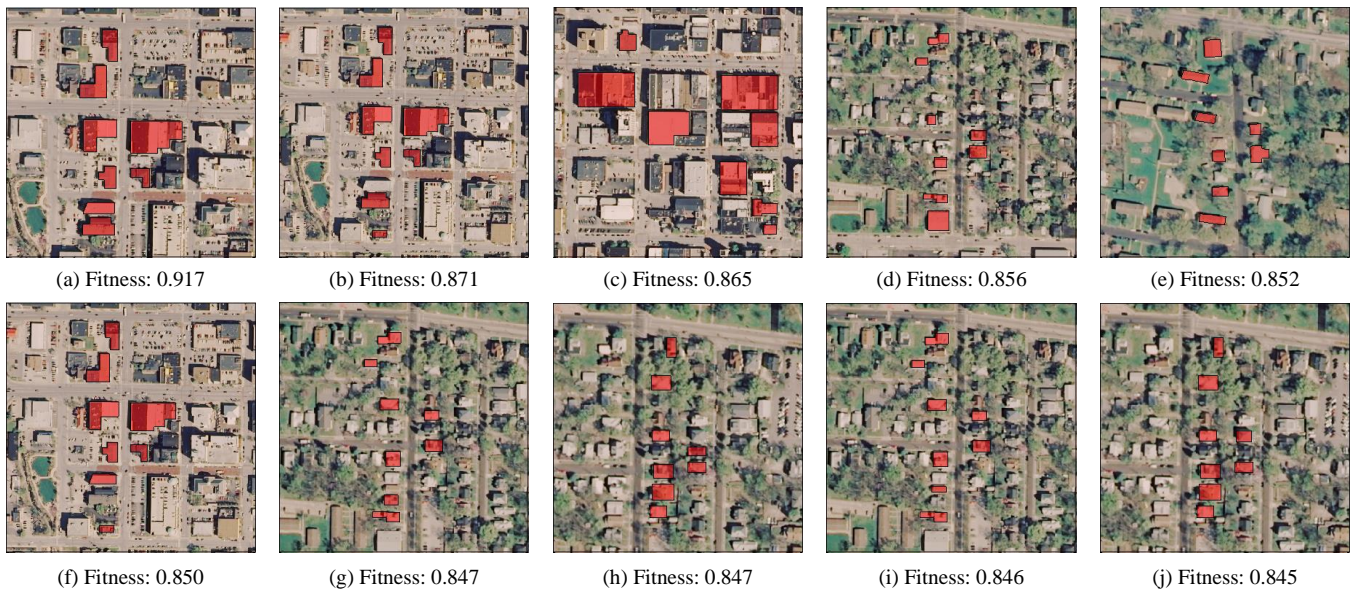 (a) Fitness: 0.917
(b) Fitness: 0.871
(c) Fitness: 0.865
(d) Fitness: 0.856
(e) Fitness: 0.852
(f) Fitness: 0.850
(g) Fitness: 0.847
(h) Fitness: 0.847
(i) Fitness: 0.846
(j) Fitness: 0.845